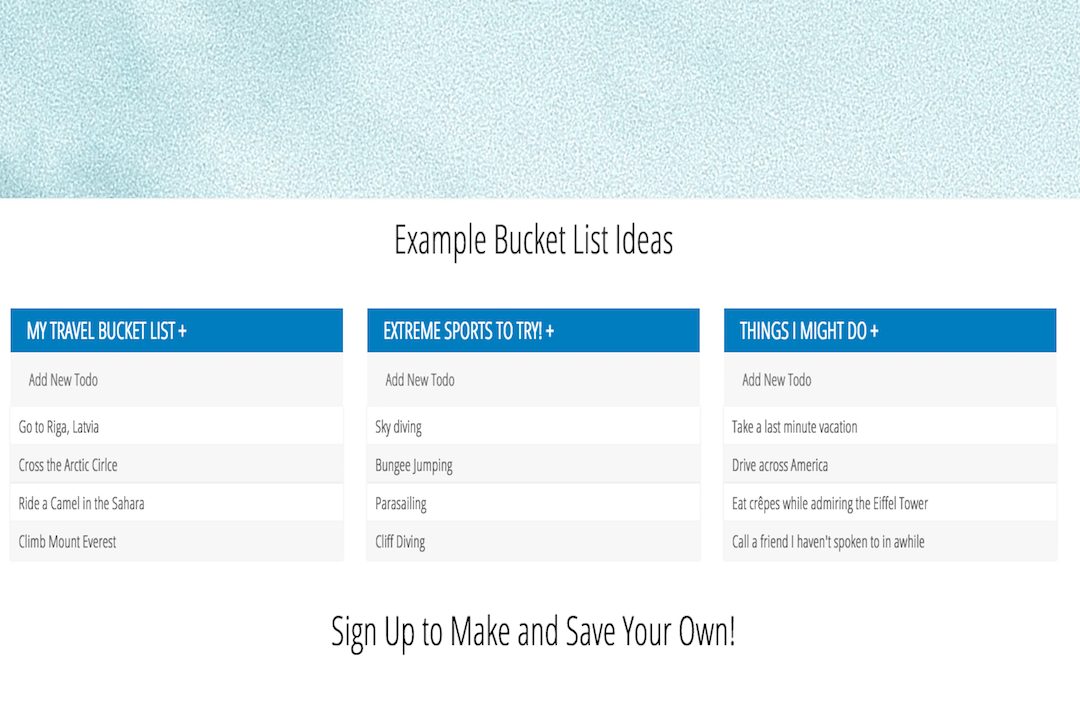 Example Bucket List Ideas
MY TRAVEL BUCKET LIST +
Add New Todo
Go to Riga, Latvia
Cross the Arctic Cirlce
Ride a Camel in the Sahara
Climb Mount Everest
EXTREME SPORTS TO TRY! +
Add New Todo
Sky diving
Bungee Jumping
Parasailing
Cliff Diving
THINGS I MIGHT DO +
Add New Todo
Take a last minute vacation
Drive across America
Eat crêpes while admiring the Eiffel Tower
Call a friend I haven't spoken to in awhile
Sign Up to Make and Save Your Own!